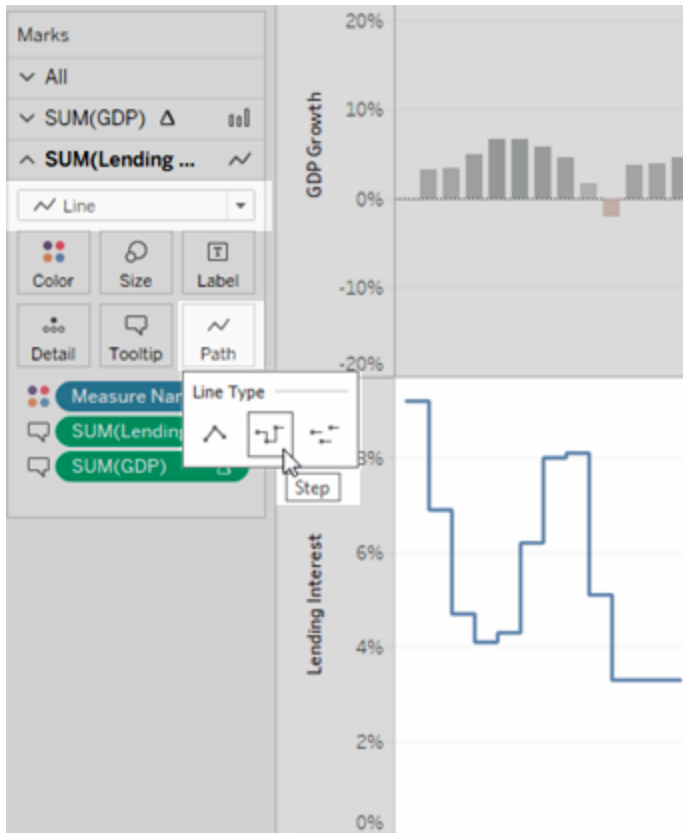 Marks
All
SUM(GDP) Δ
SUM(Lending ...
Line
Color Size Label
Detail Tooltip Path
Measure Nar
SUM(Lending
SUM(GDP)
Line Type
Step
GDP Growth
20%
10%
0%
-10%
-20%
Lending Interest
8%
6%
4%
2%
0%